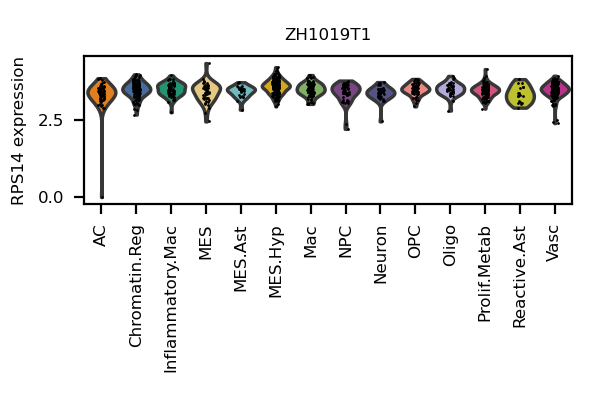 ZH1019T1
RPS14 expression
2.5
0.0
AC
Chromatin.Reg
Inflammatory.Mac
MES
MES.Ast
MES.Hyp
Mac
NPC
Neuron
OPC
Oligo
Prolif.Metab
Reactive.Ast
Vasc